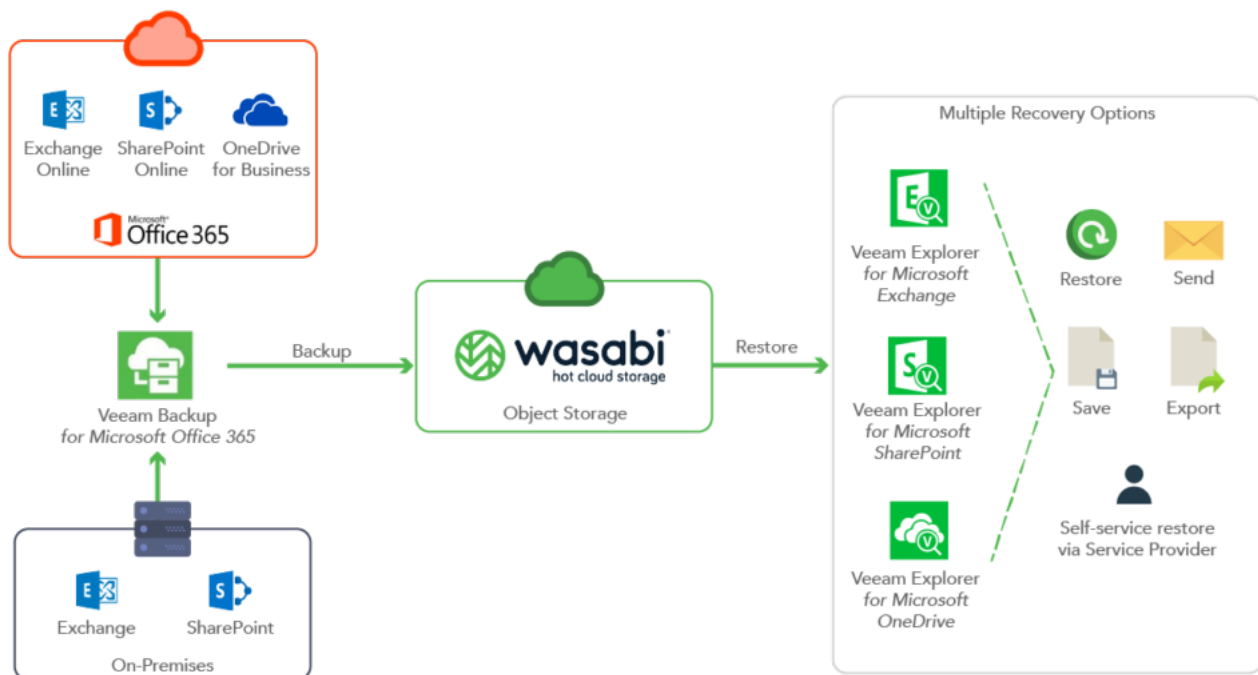 Exchange
Online
SharePoint
Online
OneDrive
for Business
Microsoft®
Office 365
Veeam Backup
for Microsoft Office 365
Exchange
SharePoint
On-Premises
Backup
wasabi
hot cloud storage
Object Storage
Restore
Multiple Recovery Options
Veeam Explorer
for Microsoft
Exchange
Veeam Explorer
for Microsoft
SharePoint
Veeam Explorer
for Microsoft
OneDrive
Restore
Send
Save
Export
Self-service restore
via Service Provider